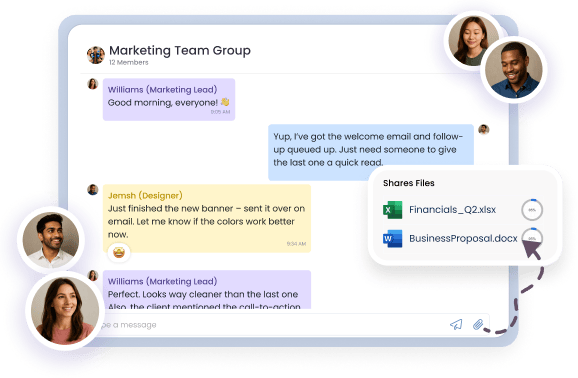 Marketing Team Group
12 Members
Williams (Marketing Lead)
Good morning, everyone! 👋
9:05 AM
Yup, I've got the welcome email and follow-
up queued up. Just need someone to give
the last one a quick read.
Jemsh (Designer)
Just finished the new banner – sent it over on
email. Let me know if the colors work better
now.
9:34 AM
🤩
Shares Files
Financials_Q2.xlsx
BusinessProposal.docx
Williams (Marketing Lead)
Perfect. Looks way cleaner than the last one
Also, the client mentioned the call-to-action
a message